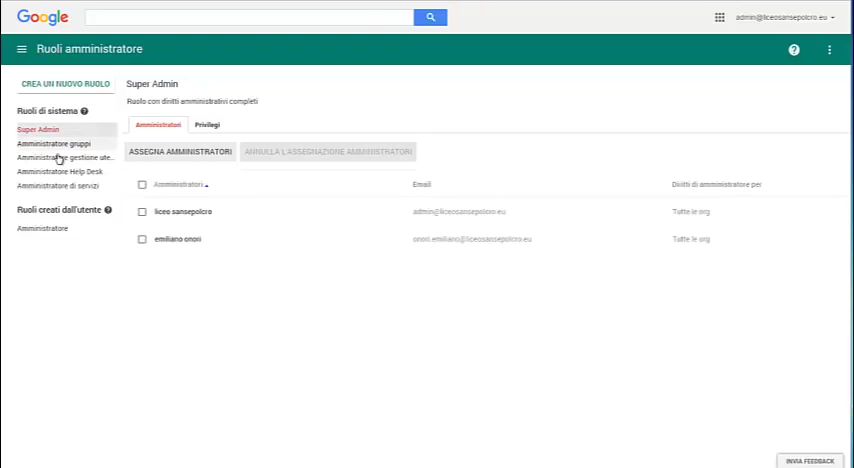 Google
admin@liceosansepolcro.eu
Ruoli amministratore
CREA UN NUOVO RUOLO
Super Admin
Ruolo con diritti amministrativi completi
Ruoli di sistema
Amministratori
Privilegi
Super Admin
Amministratore gruppi
Amministratore gestione ute...
Amministratore Help Desk
Amministratore di servizi
Ruoli creati dall'utente
Amministratore
ASSEGNA AMMINISTRATORI
ANNULLA L'ASSEGNAZIONE AMMINISTRATORI
Amministratori Email Diritti di amministratore per
liceo sansepolcro admin@liceosansepolcro.eu Tutte le org
emiliano onori onori.emiliano@liceosansepolcro.eu Tutte le org
INVIA FEEDBACK